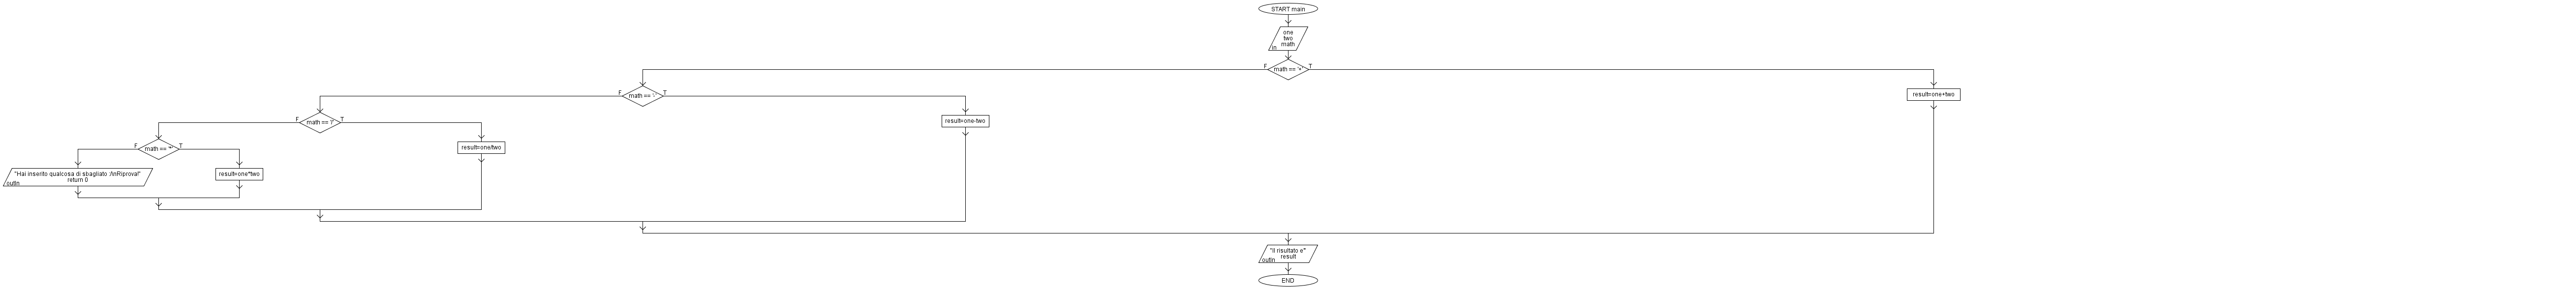 START main
one
two
math
in
F
math == '+'
T
F
math == '-'
T
result=one+two
F
math == '/'
T
result=one-two
F
math == '*'
T
result=one/two
"Hai inserito qualcosa di sbagliato :/\nRiprova!"
return 0
outln
result=one*two
"Il risultato e"
result
outln
END